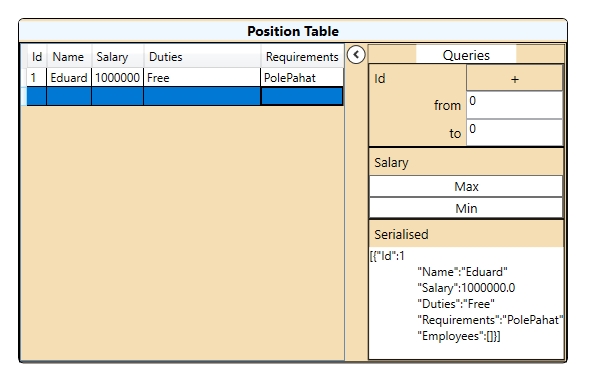 Position Table
Id Name Salary Duties Requirements
1 Eduard 1000000 Free PolePahat
Queries
Id +
from 0
to 0
Salary
Max
Min
Serialised
[{"Id":1
"Name":"Eduard"
"Salary":1000000.0
"Duties":"Free"
"Requirements":"PolePahat"
"Employees":[]}]